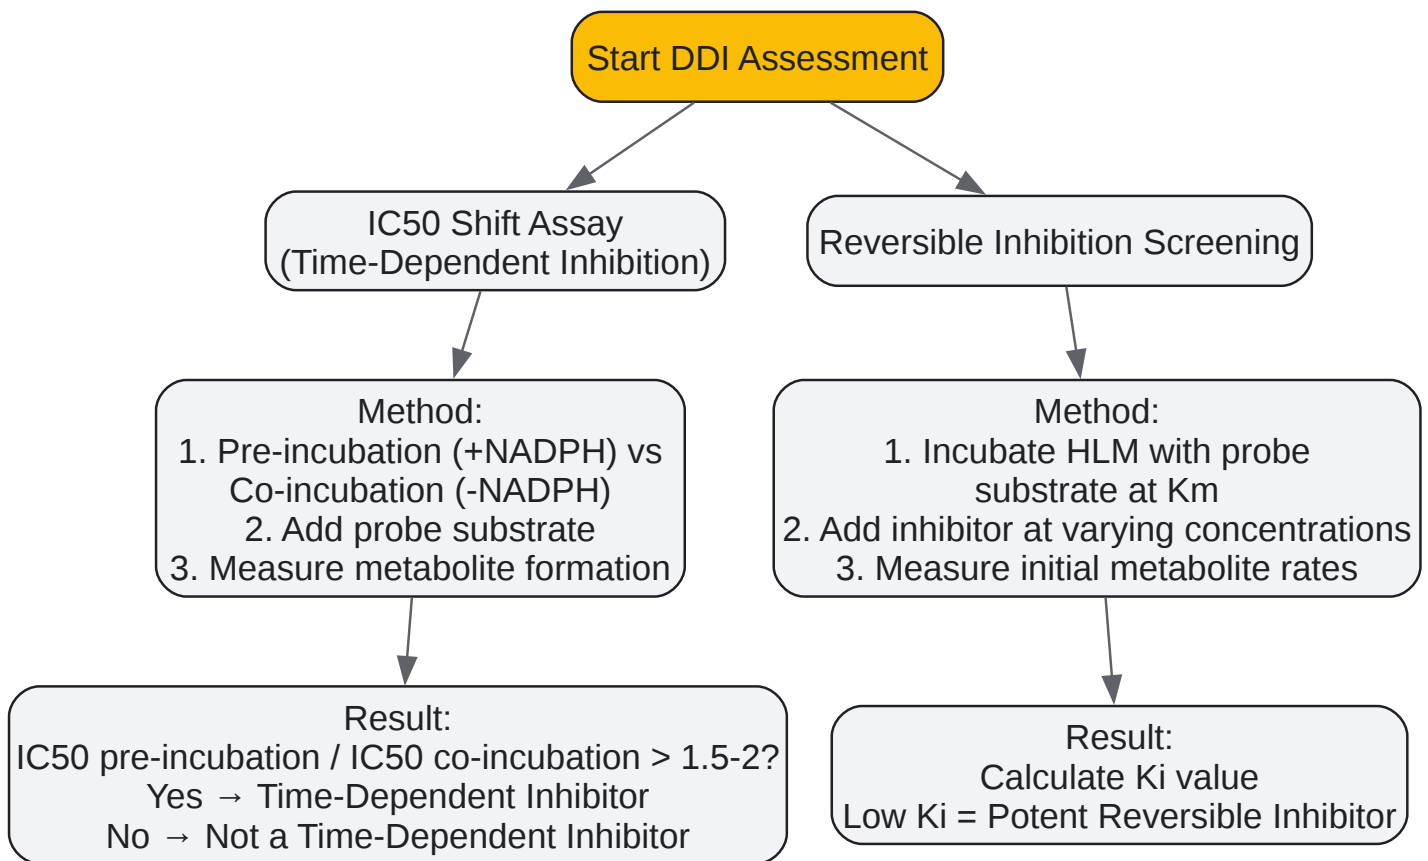 Start DDI Assessment
IC50 Shift Assay
(Time-Dependent Inhibition)
Reversible Inhibition Screening
Method:
1. Pre-incubation (+NADPH) vs
Co-incubation (-NADPH)
2. Add probe substrate
3. Measure metabolite formation
Method:
1. Incubate HLM with probe
substrate at Km
2. Add inhibitor at varying concentrations
3. Measure initial metabolite rates
Result:
IC50 pre-incubation / IC50 co-incubation > 1.5-2?
Yes → Time-Dependent Inhibitor
No → Not a Time-Dependent Inhibitor
Result:
Calculate Ki value
Low Ki = Potent Reversible Inhibitor